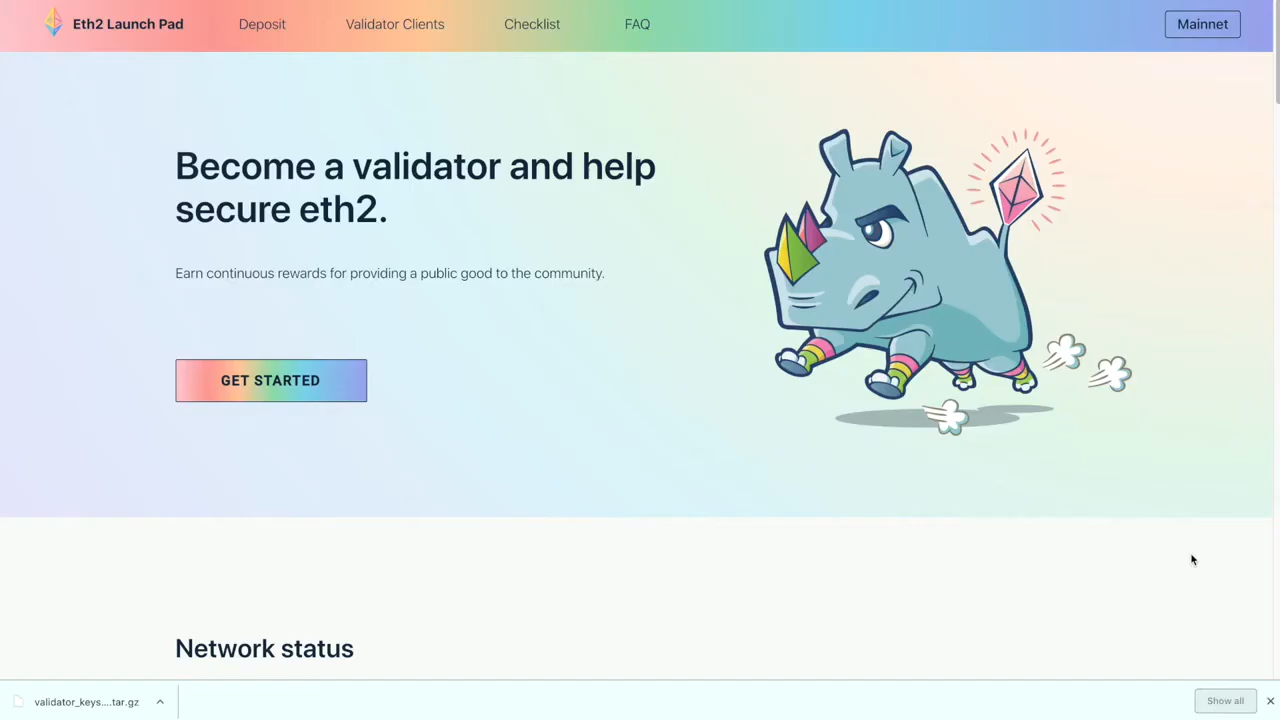 Eth2 Launch Pad
Deposit
Validator Clients
Checklist
FAQ
Mainnet
Become a validator and help
secure eth2.
Earn continuous rewards for providing a public good to the community.
GET STARTED
Network status
validator_keys....tar.gz
Show all